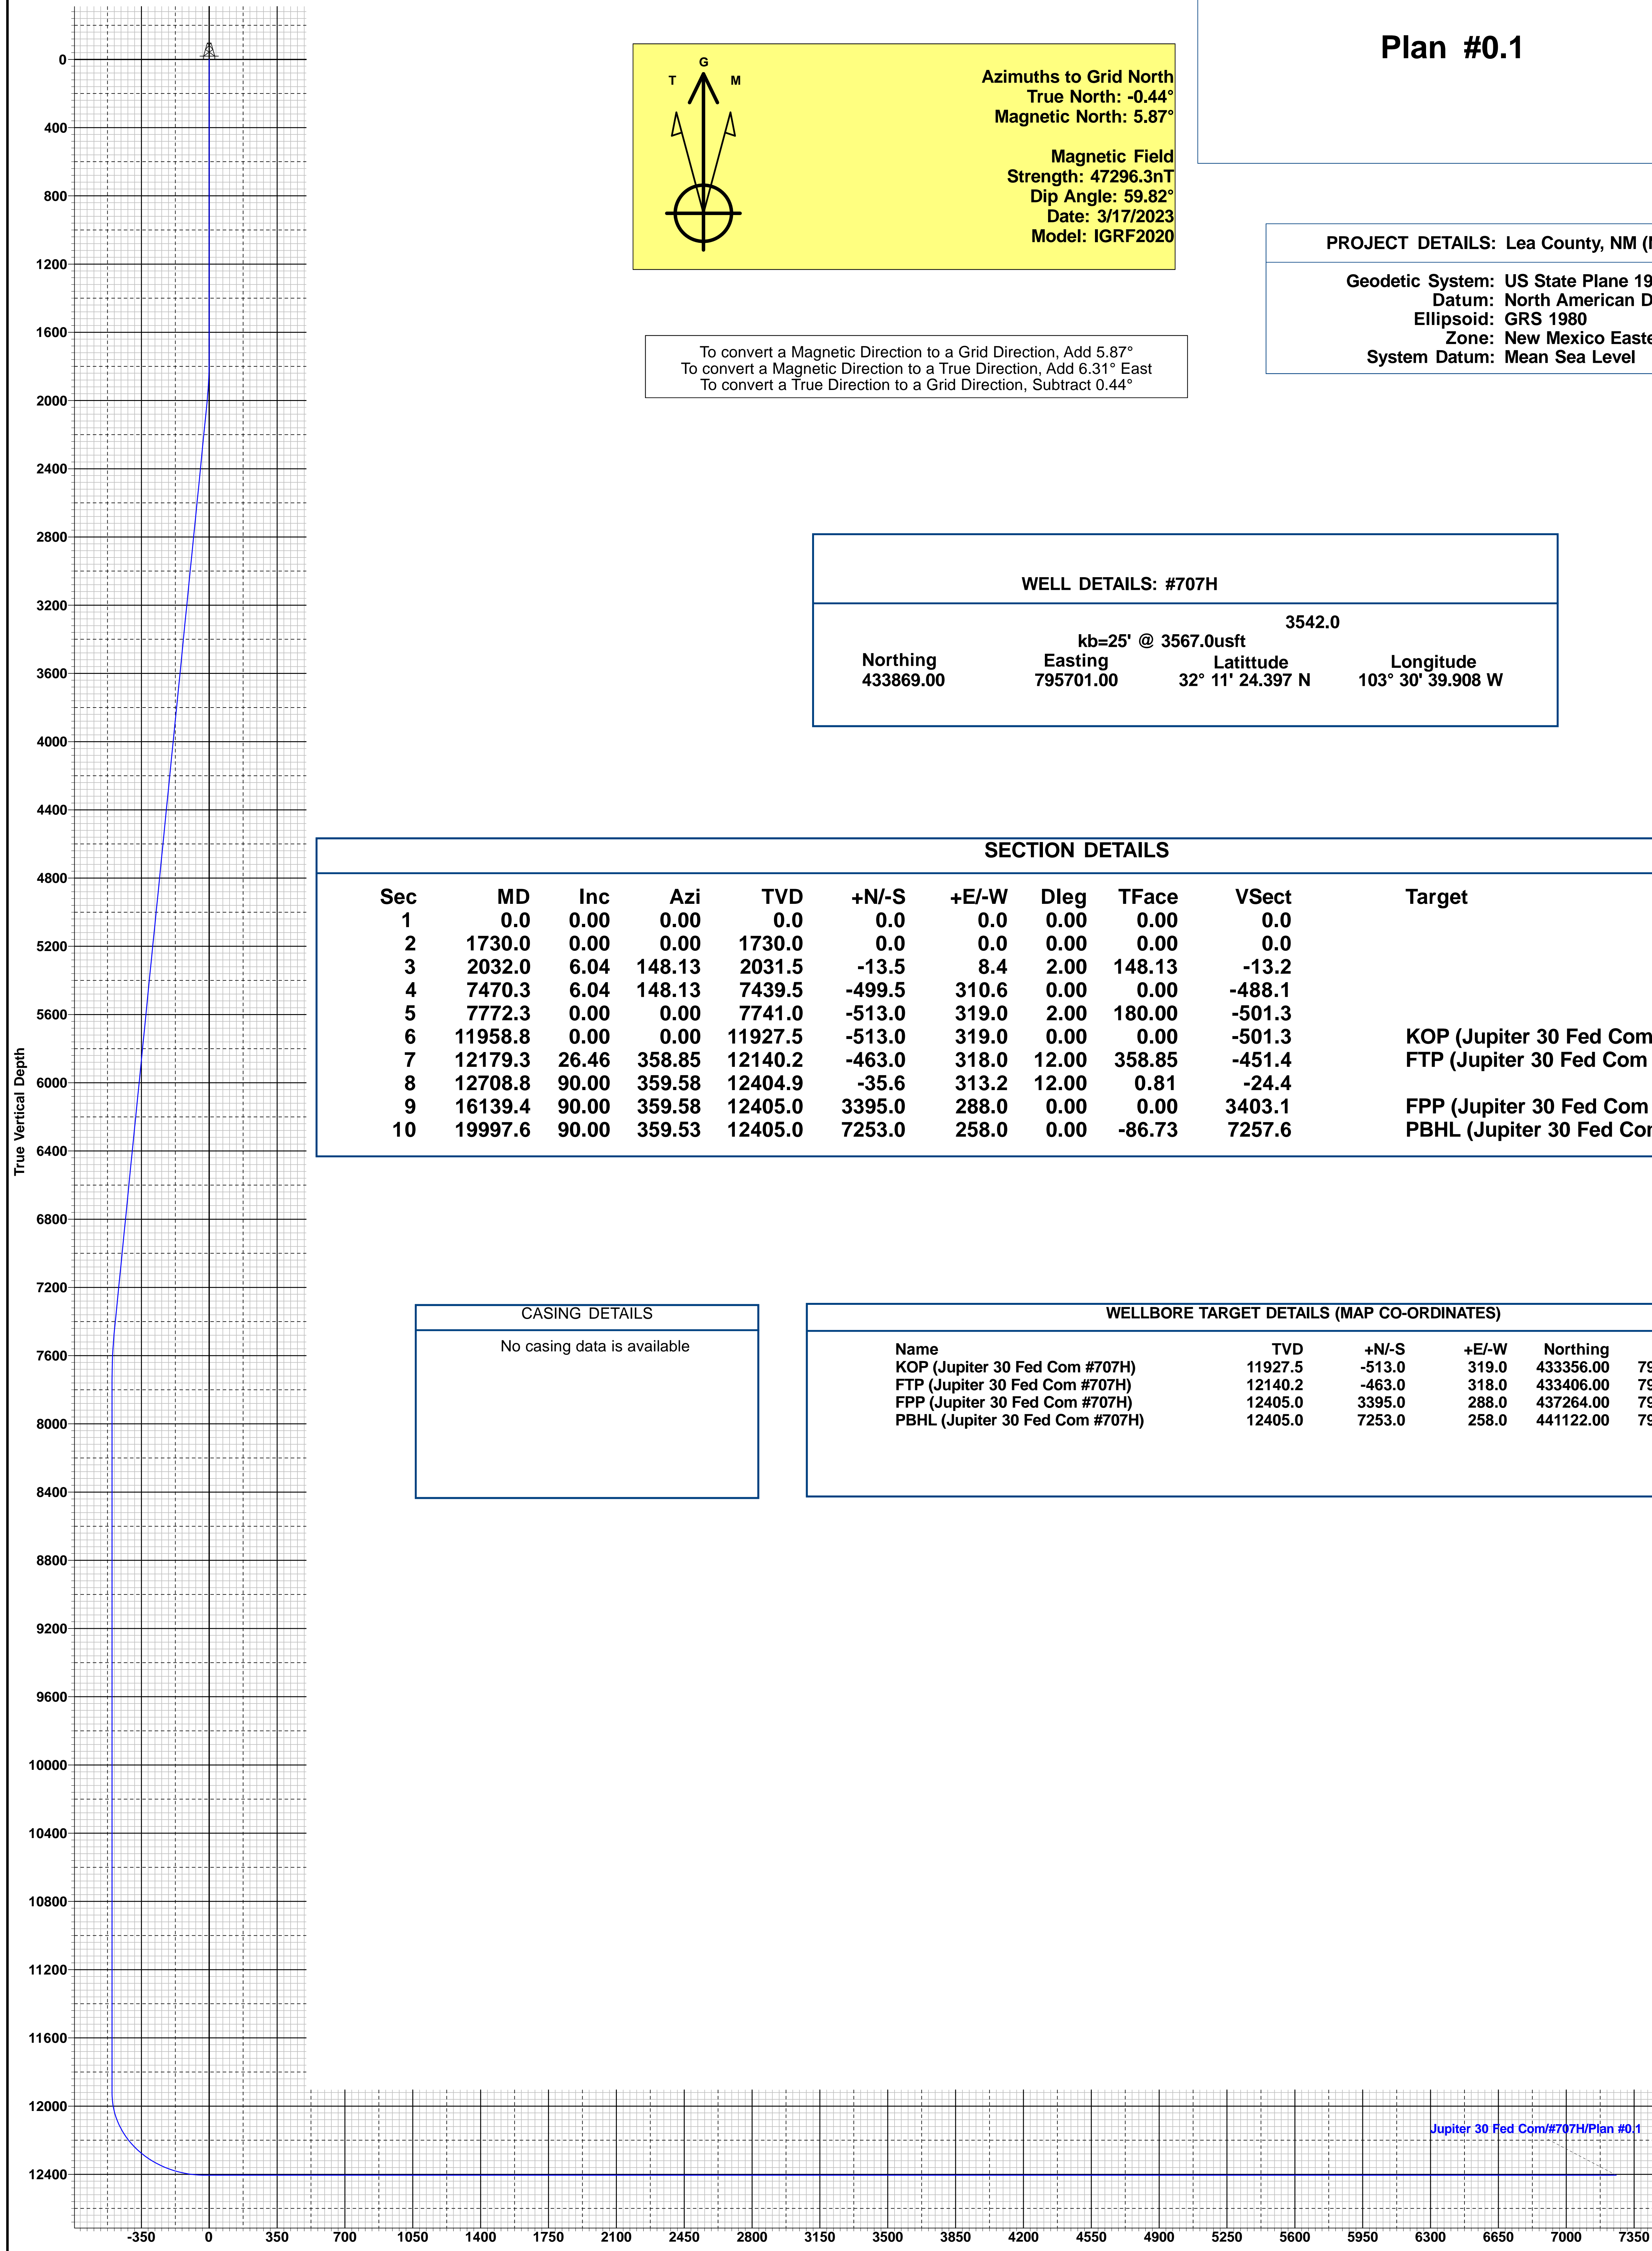 Plan #0.1
G
T M
Azimuths to Grid North
True North: -0.44°
Magnetic North: 5.87°
Magnetic Field
Strength: 47296.3nT
Dip Angle: 59.82°
Date: 3/17/2023
Model: IGRF2020
PROJECT DETAILS: Lea County, NM (
Geodetic System: US State Plane 19
Datum: North American D
Ellipsoid: GRS 1980
Zone: New Mexico Easte
System Datum: Mean Sea Level
To convert a Magnetic Direction to a Grid Direction, Add 5.87°
To convert a Magnetic Direction to a True Direction, Add 6.31° East
To convert a True Direction to a Grid Direction, Subtract 0.44°
WELL DETAILS: #707H
3542.0
kb=25' @ 3567.0usft
Northing Easting Latittude Longitude
433869.00 795701.00 32° 11' 24.397 N 103° 30' 39.908 W
SECTION DETAILS
Sec MD Inc Azi TVD +N/-S +E/-W Dleg TFace VSect Target
1 0.0 0.00 0.00 0.0 0.0 0.0 0.00 0.00 0.0
2 1730.0 0.00 0.00 1730.0 0.0 0.0 0.00 0.00 0.0
3 2032.0 6.04 148.13 2031.5 -13.5 8.4 2.00 148.13 -13.2
4 7470.3 6.04 148.13 7439.5 -499.5 310.6 0.00 0.00 -488.1
5 7772.3 0.00 0.00 7741.0 -513.0 319.0 2.00 180.00 -501.3
6 11958.8 0.00 0.00 11927.5 -513.0 319.0 0.00 0.00 -501.3 KOP (Jupiter 30 Fed Com
7 12179.3 26.46 358.85 12140.2 -463.0 318.0 12.00 358.85 -451.4 FTP (Jupiter 30 Fed Com
8 12708.8 90.00 359.58 12404.9 -35.6 313.2 12.00 0.81 -24.4
9 16139.4 90.00 359.58 12405.0 3395.0 288.0 0.00 0.00 3403.1 FPP (Jupiter 30 Fed Com
10 19997.6 90.00 359.53 12405.0 7253.0 258.0 0.00 -86.73 7257.6 PBHL (Jupiter 30 Fed Co
CASING DETAILS
No casing data is available
WELLBORE TARGET DETAILS (MAP CO-ORDINATES)
Name TVD +N/-S +E/-W Northing
KOP (Jupiter 30 Fed Com #707H) 11927.5 -513.0 319.0 433356.00 79
FTP (Jupiter 30 Fed Com #707H) 12140.2 -463.0 318.0 433406.00 79
FPP (Jupiter 30 Fed Com #707H) 12405.0 3395.0 288.0 437264.00 79
PBHL (Jupiter 30 Fed Com #707H) 12405.0 7253.0 258.0 441122.00 79
True Vertical Depth
0
400
800
1200
1600
2000
2400
2800
3200
3600
4000
4400
4800
5200
5600
6000
6400
6800
7200
7600
8000
8400
8800
9200
9600
10000
10400
10800
11200
11600
12000
12400
Jupiter 30 Fed Com/#707H/Plan #0.1
-350 0 350 700 1050 1400 1750 2100 2450 2800 3150 3500 3850 4200 4550 4900 5250 5600 5950 6300 6650 7000 7350